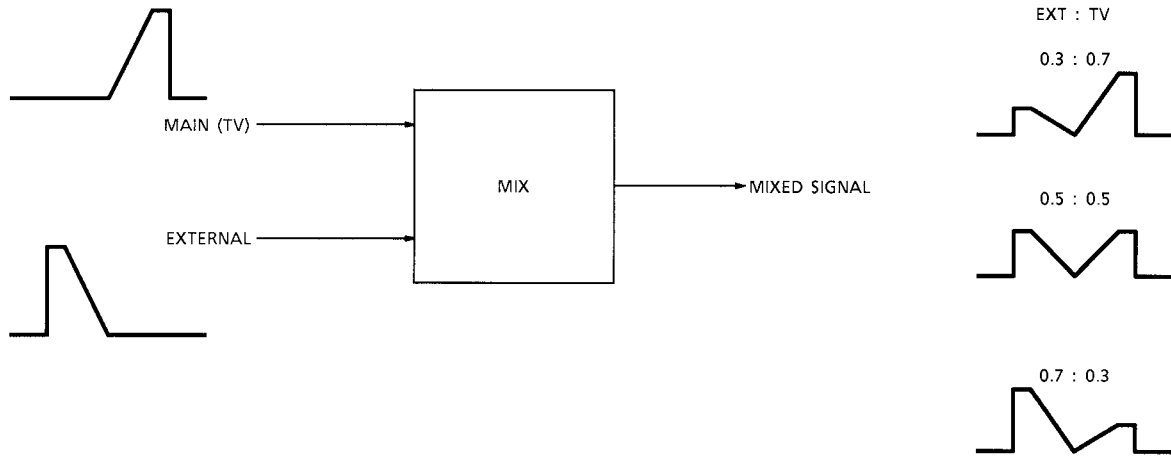 EXT : TV
0.3 : 0.7
MAIN (TV)
MIX
MIXED SIGNAL
0.5 : 0.5
EXTERNAL
0.7 : 0.3